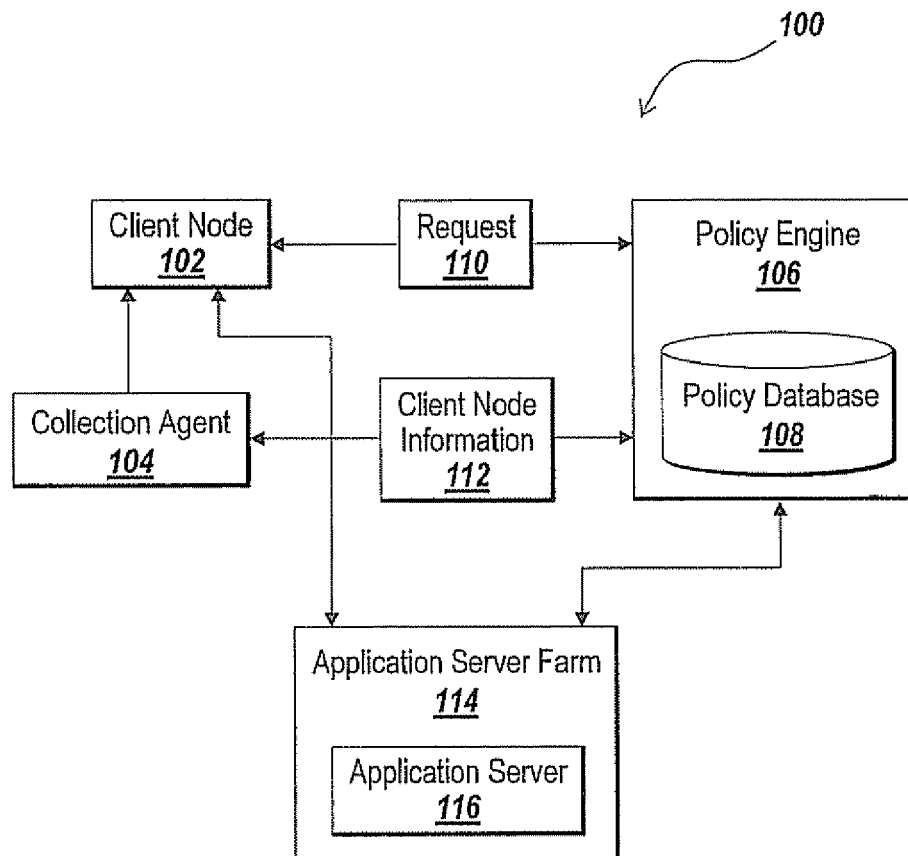 100
Client Node
102
Request
110
Policy Engine
106
Policy Database
108
Collection Agent
104
Client Node
Information
112
Application Server Farm
114
Application Server
116